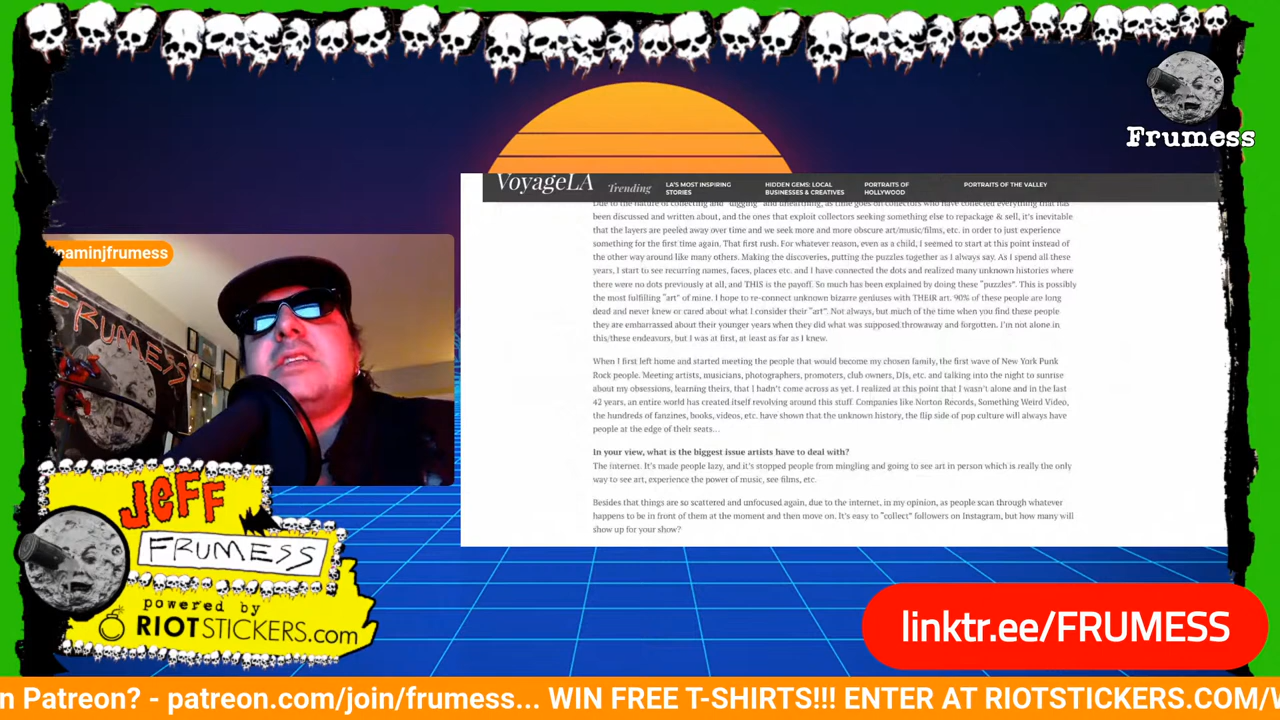 Frumess
VoyageLA Trending
LA'S MOST INSPIRING
STORIES
HIDDEN GEMS: LOCAL
BUSINESSES & CREATIVES
PORTRAITS OF
HOLLYWOOD
PORTRAITS OF THE VALLEY
Due to the nature of collecting and "digging" and unearthing, as time goes on collectors who have collected everything that has
been discussed and written about, and the ones that exploit collectors seeking something else to repackage & sell, it's inevitable
that the layers are peeled away over time and we seek more and more obscure art/music/films, etc. in order to just experience
something for the first time again. That first rush. For whatever reason, even as a child, I seemed to start at this point instead of
the other way around like many others. Making the discoveries, putting the puzzles together as I always say. As I spend all these
years, I start to see recurring names, faces, places etc. and I have connected the dots and realized many unknown histories where
there were no dots previously at all, and THIS is the payoff. So much has been explained by doing these "puzzles". This is possibly
the most fulfilling "art" of mine. I hope to re-connect unknown bizarre geniuses with THEIR art. 90% of these people are long
dead and never knew or cared about what I consider their "art". Not always, but much of the time when you find these people
they are embarrassed about their younger years when they did what was supposed throwaway and forgotten. I'm not alone in
this/these endeavors, but I was at first, at least as far as I knew.
When I first left home and started meeting the people that would become my chosen family, the first wave of New York Punk
Rock people. Meeting artists, musicians, photographers, promoters, club owners, DJs, etc. and talking into the night to sunrise
about my obsessions, learning theirs, that I hadn't come across as yet. I realized at this point that I wasn't alone and in the last
42 years, an entire world has created itself revolving around this stuff. Companies like Norton Records, Something Weird Video,
the hundreds of fanzines, books, videos, etc. have shown that the unknown history, the flip side of pop culture will always have
people at the edge of their seats...
In your view, what is the biggest issue artists have to deal with?
The internet. It's made people lazy, and it's stopped people from mingling and going to see art in person which is really the only
way to see art, experience the power of music, see films, etc.
Besides that things are so scattered and unfocused again, due to the internet, in my opinion, as people scan through whatever
happens to be in front of them at the moment and then move on. It's easy to "collect" followers on Instagram, but how many will
show up for your show?
eaminjfrumess
FRUMESS
JEFF
FRUMESS
powered by
RIOTSTICKERS.com
linktr.ee/FRUMESS
n Patreon? - patreon.com/join/frumess... WIN FREE T-SHIRTS!!! ENTER AT RIOTSTICKERS.COM/W